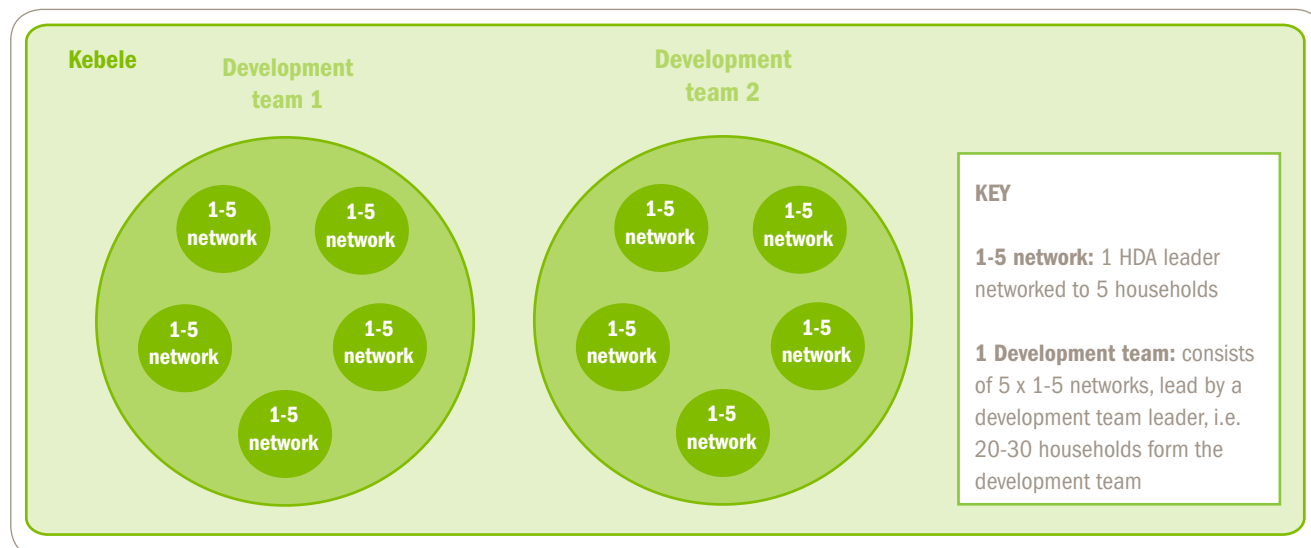 Kebele
Development
team 1
1-5
network
1-5
network
1-5
network
1-5
network
1-5
network
Development
team 2
1-5
network
1-5
network
1-5
network
1-5
network
1-5
network
KEY
1-5 network: 1 HDA leader
networked to 5 households
1 Development team: consists
of 5 x 1-5 networks, lead by a
development team leader, i.e.
20-30 households form the
development team